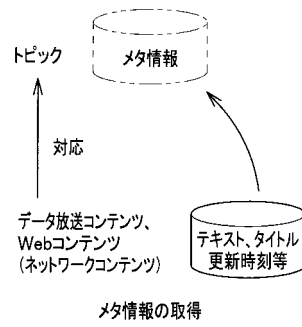 トピック
メタ情報
対応
データ放送コンテンツ、
Webコンテンツ
(ネットワークコンテンツ)
テキスト、タイトル
更新時刻等
メタ情報の取得